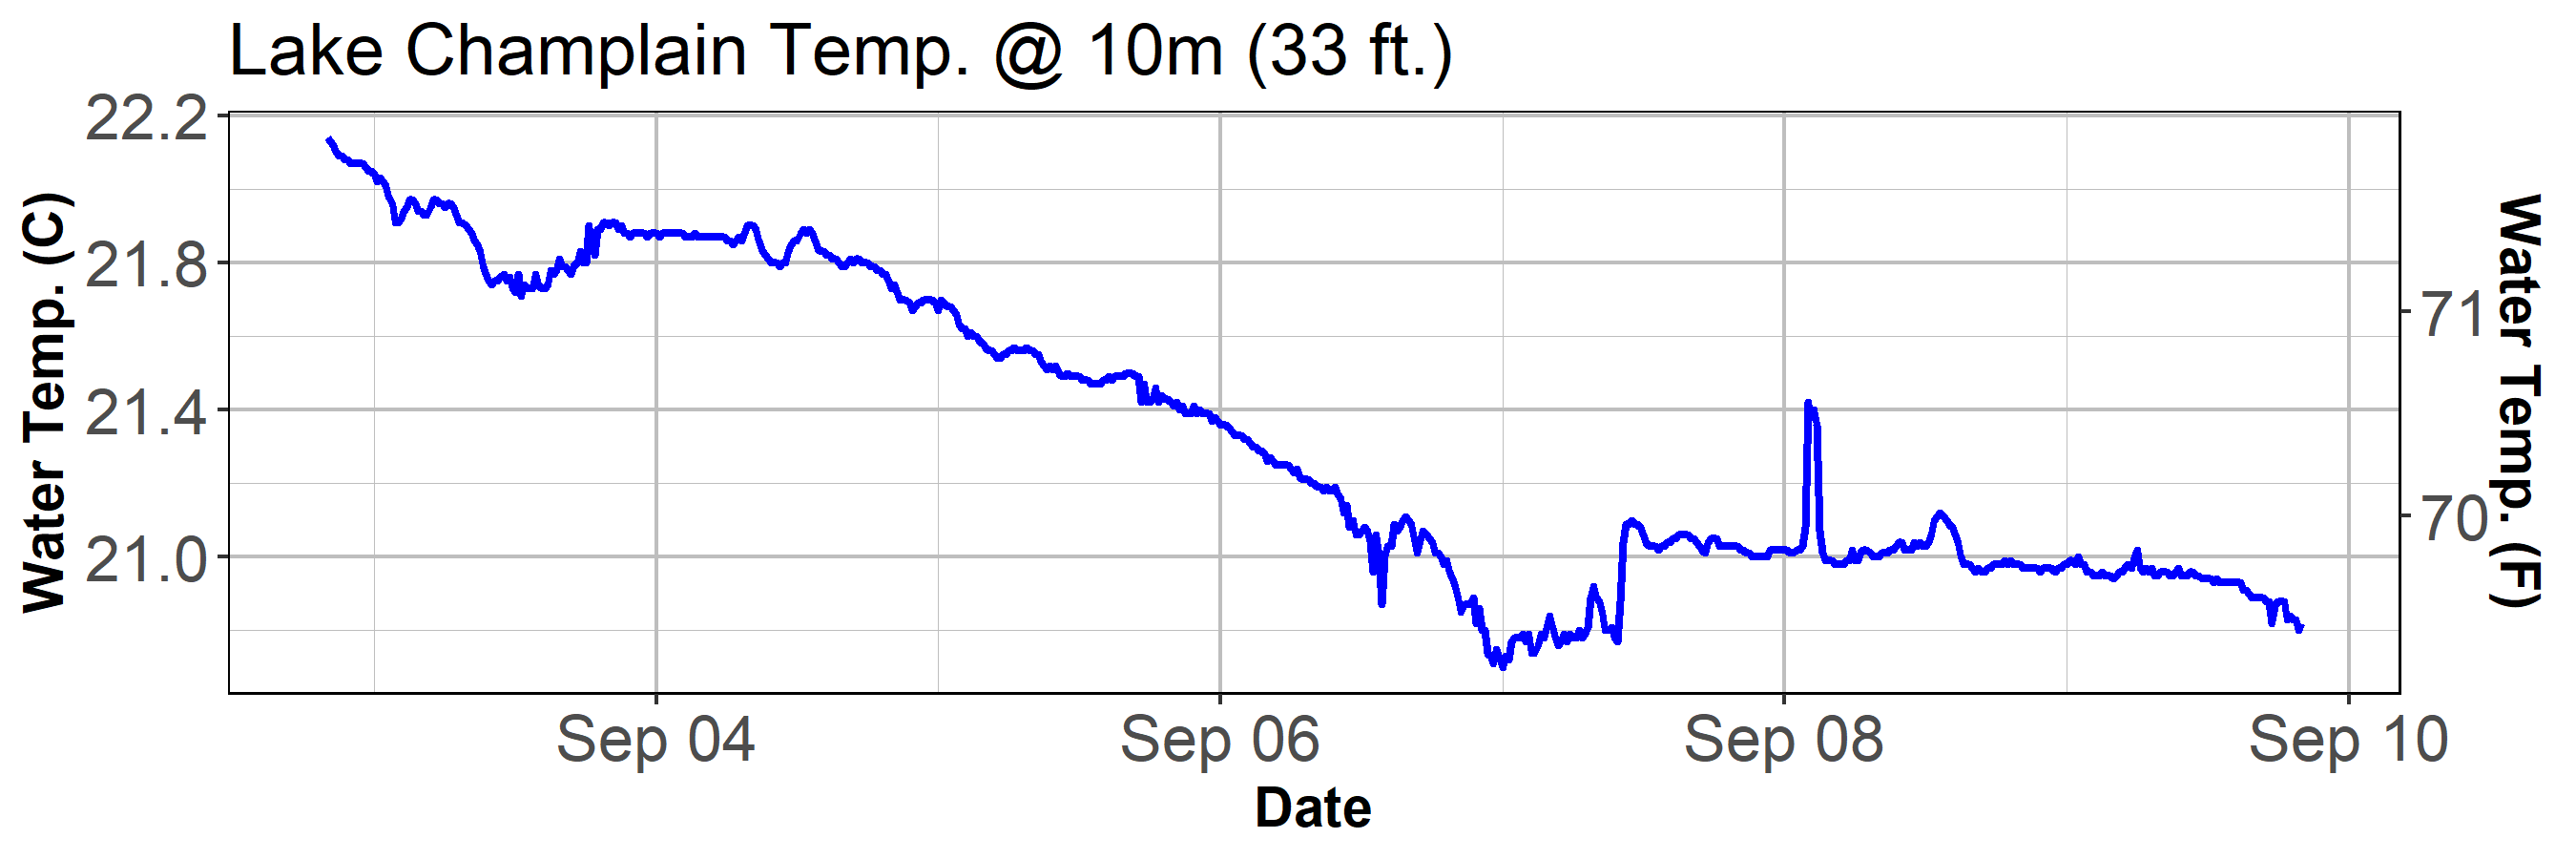 Lake Champlain Temp. @ 10m (33 ft.)
Water Temp. (C)
22.2
21.8
21.4
21.0
71
70
Water Temp. (F)
Sep 04 Sep 06 Sep 08 Sep 10
Date